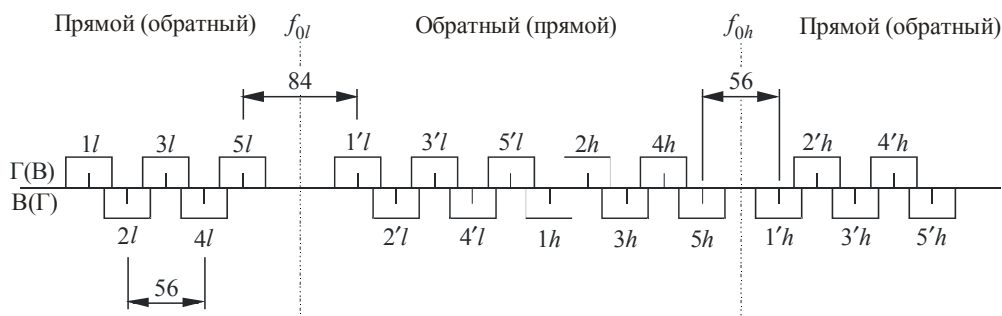 Прямой (обратный) f0l Обратный (прямой) f0h Прямой (обратный)
84 56
1l 3l 5l 1′l 3′l 5′l 2h 4h 2′h 4′h
Г(В)
В(Г)
2l 4l 2′l 4′l 1h 3h 5h 1′h 3′h 5′h
56